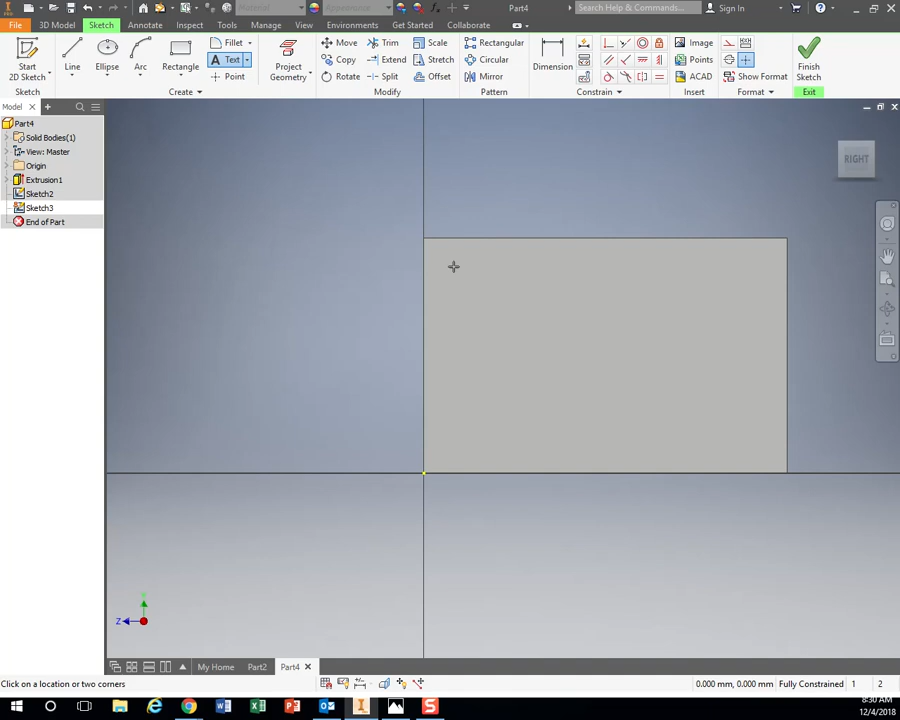 Material
Appearance
Part4
Search Help & Commands...
Sign In
File
3D Model
Sketch
Annotate
Inspect
Tools
Manage
View
Environments
Get Started
Collaborate
Start
2D Sketch
Line
Ellipse
Arc
Rectangle
Fillet
Text
Point
Project
Geometry
Move
Copy
Rotate
Trim
Extend
Split
Scale
Stretch
Offset
Rectangular
Circular
Mirror
Dimension
Image
Points
ACAD
Show Format
Finish
Sketch
Sketch
Create
Modify
Pattern
Constrain
Insert
Format
Exit
Model
Part4
Solid Bodies(1)
View: Master
Origin
Extrusion1
Sketch2
Sketch3
End of Part
RIGHT
Y
Z
My Home
Part2
Part4
Click on a location or two corners
0.000 mm, 0.000 mm
Fully Constrained
1
2
8:30 AM
12/4/2018